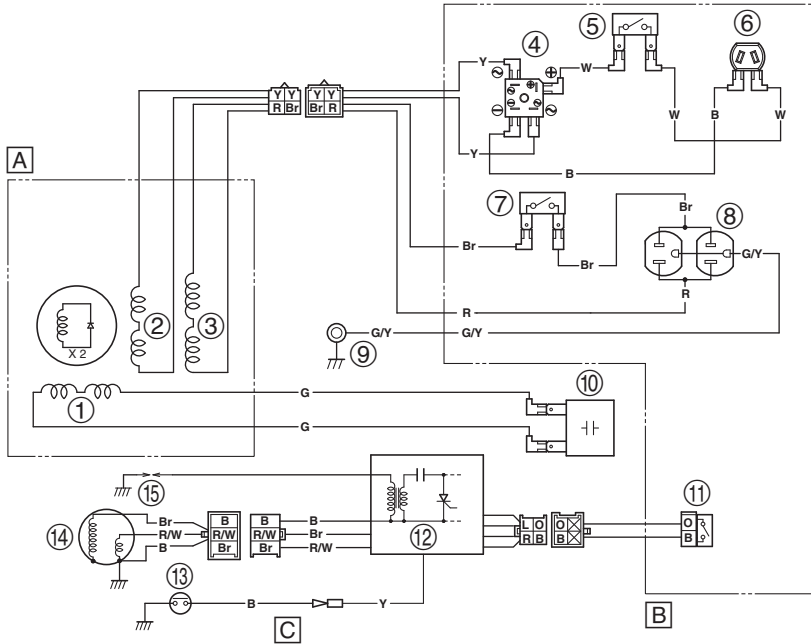 ⑤
⑥
④
Y
W
Y Y
R Br
Y Y
Br R
W
B
W
A
Y
B
⑦
Br
⑧
Br
Br
G/Y
R
②
③
X 2
R
G/Y
G/Y
⑨
①
G
⑩
G
⑮
⑪
⑭
Br
R/W
B
B
R/W
Br
B
R/W
Br
B
Br
R/W
⑫
L O
R B
O
B
O
B
⑬
B
Y
C
B